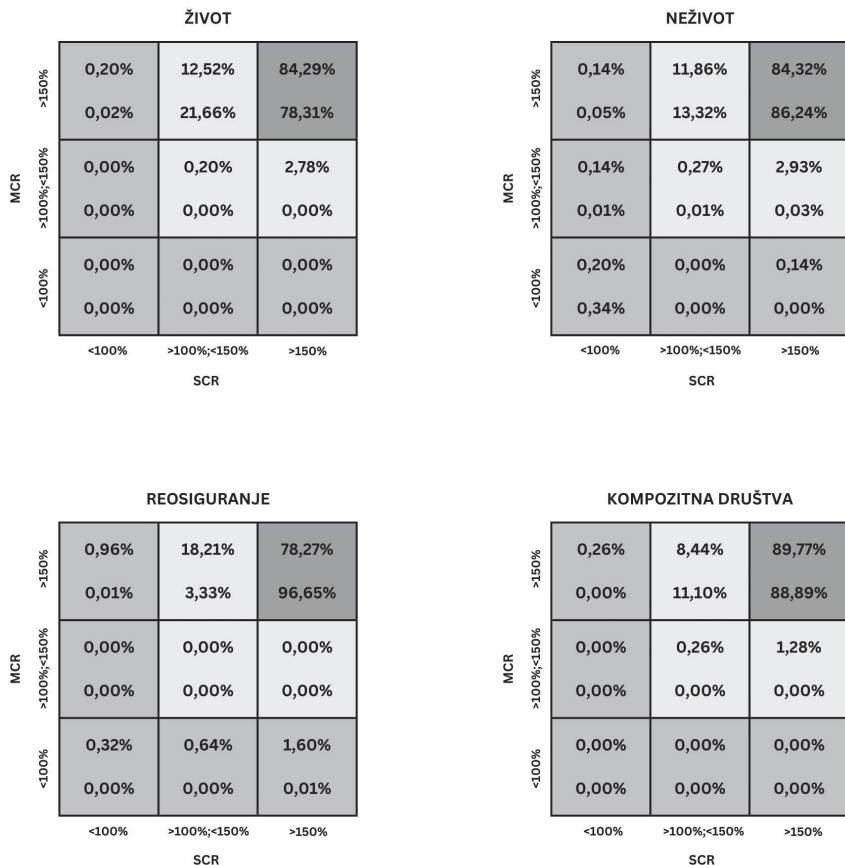 ŽIVOT
>150%
0,20% 12,52% 84,29%
0,02% 21,66% 78,31%
MCR
>100%;<150%
0,00% 0,20% 2,78%
0,00% 0,00% 0,00%
<100%
0,00% 0,00% 0,00%
0,00% 0,00% 0,00%
<100% >100%;<150% >150%
SCR
NEŽIVOT
>150%
0,14% 11,86% 84,32%
0,05% 13,32% 86,24%
MCR
>100%;<150%
0,14% 0,27% 2,93%
0,01% 0,01% 0,03%
<100%
0,20% 0,00% 0,14%
0,34% 0,00% 0,00%
<100% >100%;<150% >150%
SCR
REOSIGURANJE
>150%
0,96% 18,21% 78,27%
0,01% 3,33% 96,65%
MCR
>100%;<150%
0,00% 0,00% 0,00%
0,00% 0,00% 0,00%
<100%
0,32% 0,64% 1,60%
0,00% 0,00% 0,01%
<100% >100%;<150% >150%
SCR
KOMPOZITNA DRUŠTVA
>150%
0,26% 8,44% 89,77%
0,00% 11,10% 88,89%
MCR
>100%;<150%
0,00% 0,26% 1,28%
0,00% 0,00% 0,00%
<100%
0,00% 0,00% 0,00%
0,00% 0,00% 0,00%
<100% >100%;<150% >150%
SCR